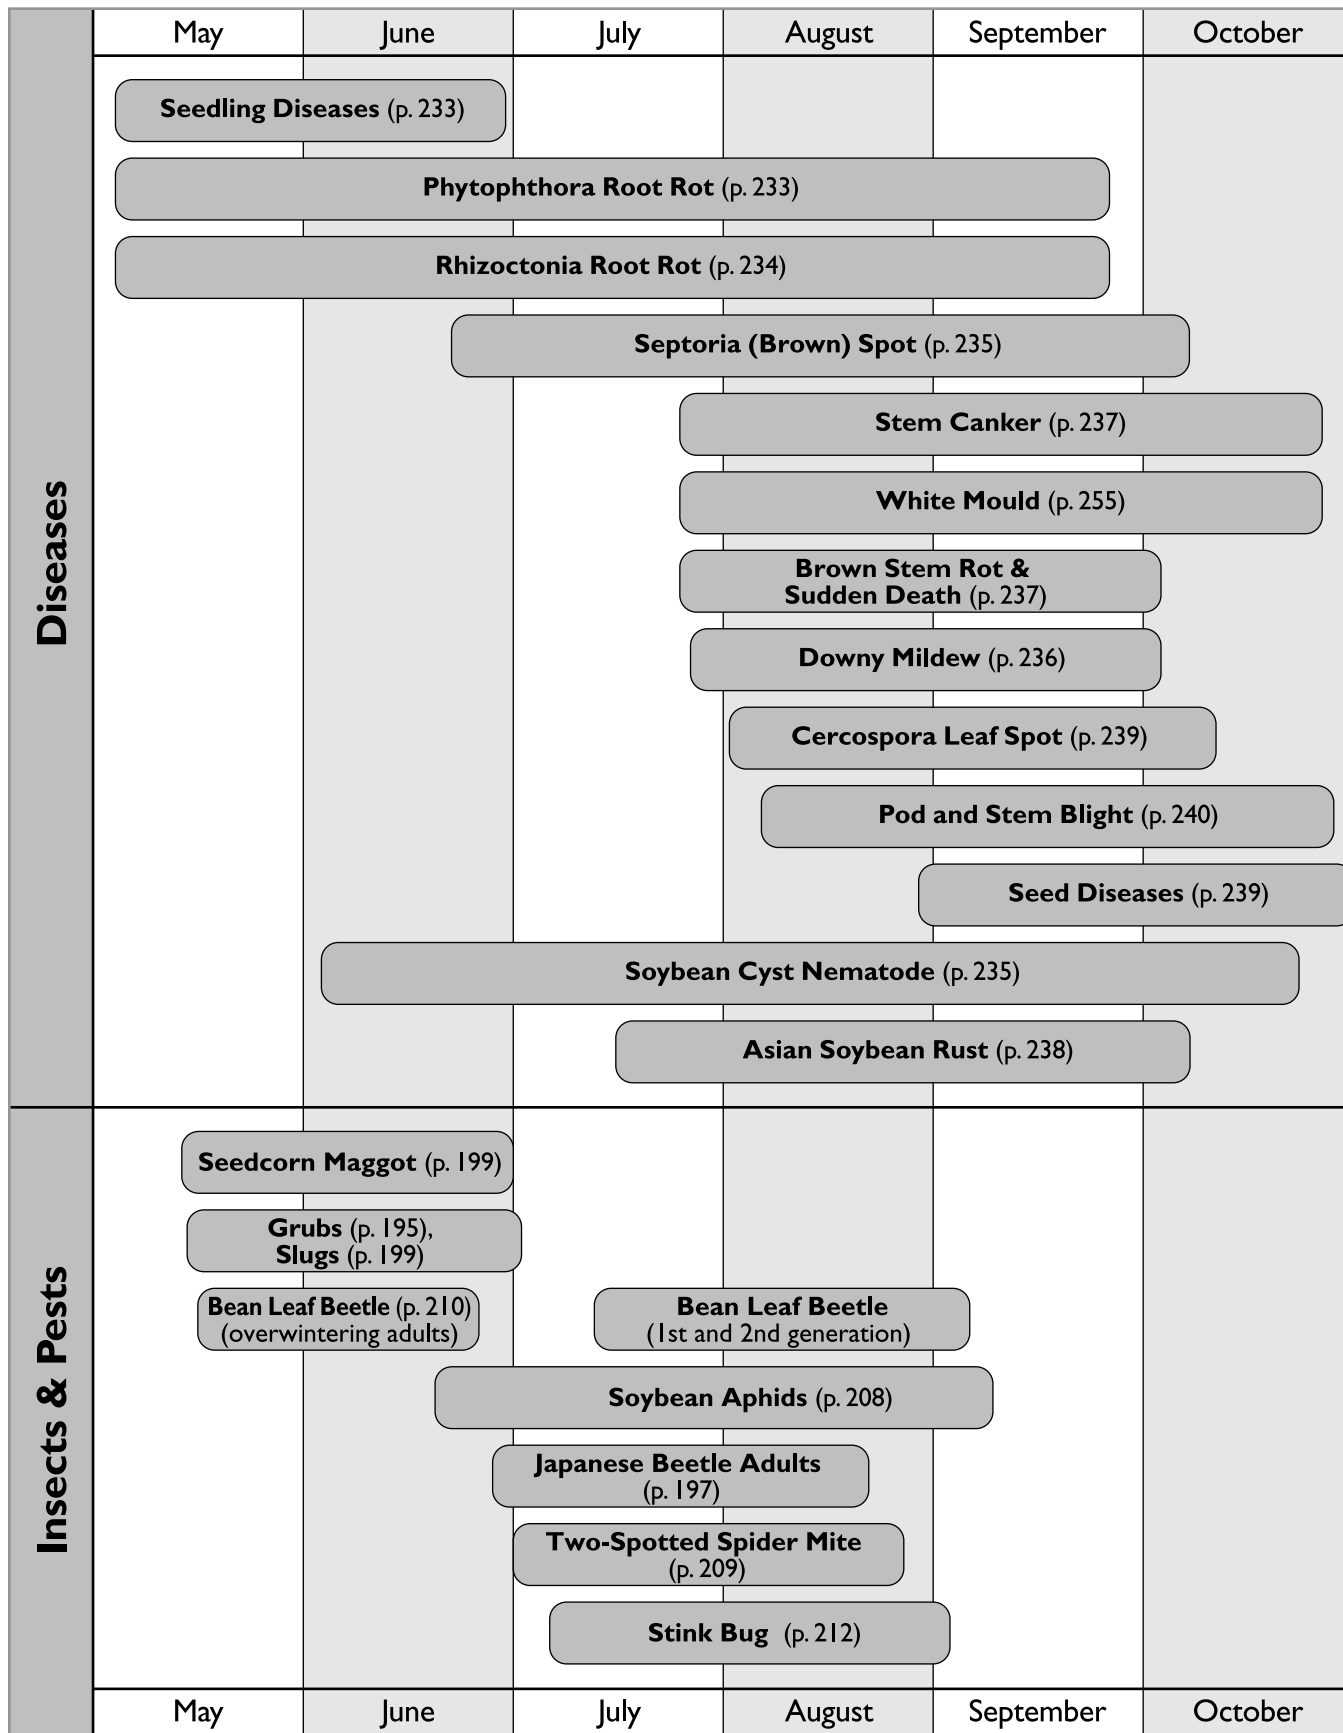 May June July August September October
Diseases
Seedling Diseases (p. 233)
Phytophthora Root Rot (p. 233)
Rhizoctonia Root Rot (p. 234)
Septoria (Brown) Spot (p. 235)
Stem Canker (p. 237)
White Mould (p. 255)
Brown Stem Rot &
Sudden Death (p. 237)
Downy Mildew (p. 236)
Cercospora Leaf Spot (p. 239)
Pod and Stem Blight (p. 240)
Seed Diseases (p. 239)
Soybean Cyst Nematode (p. 235)
Asian Soybean Rust (p. 238)
Insects & Pests
Seedcorn Maggot (p. 199)
Grubs (p. 195),
Slugs (p. 199)
Bean Leaf Beetle (p. 210)
(overwintering adults)
Bean Leaf Beetle
(1st and 2nd generation)
Soybean Aphids (p. 208)
Japanese Beetle Adults
(p. 197)
Two-Spotted Spider Mite
(p. 209)
Stink Bug (p. 212)
May June July August September October